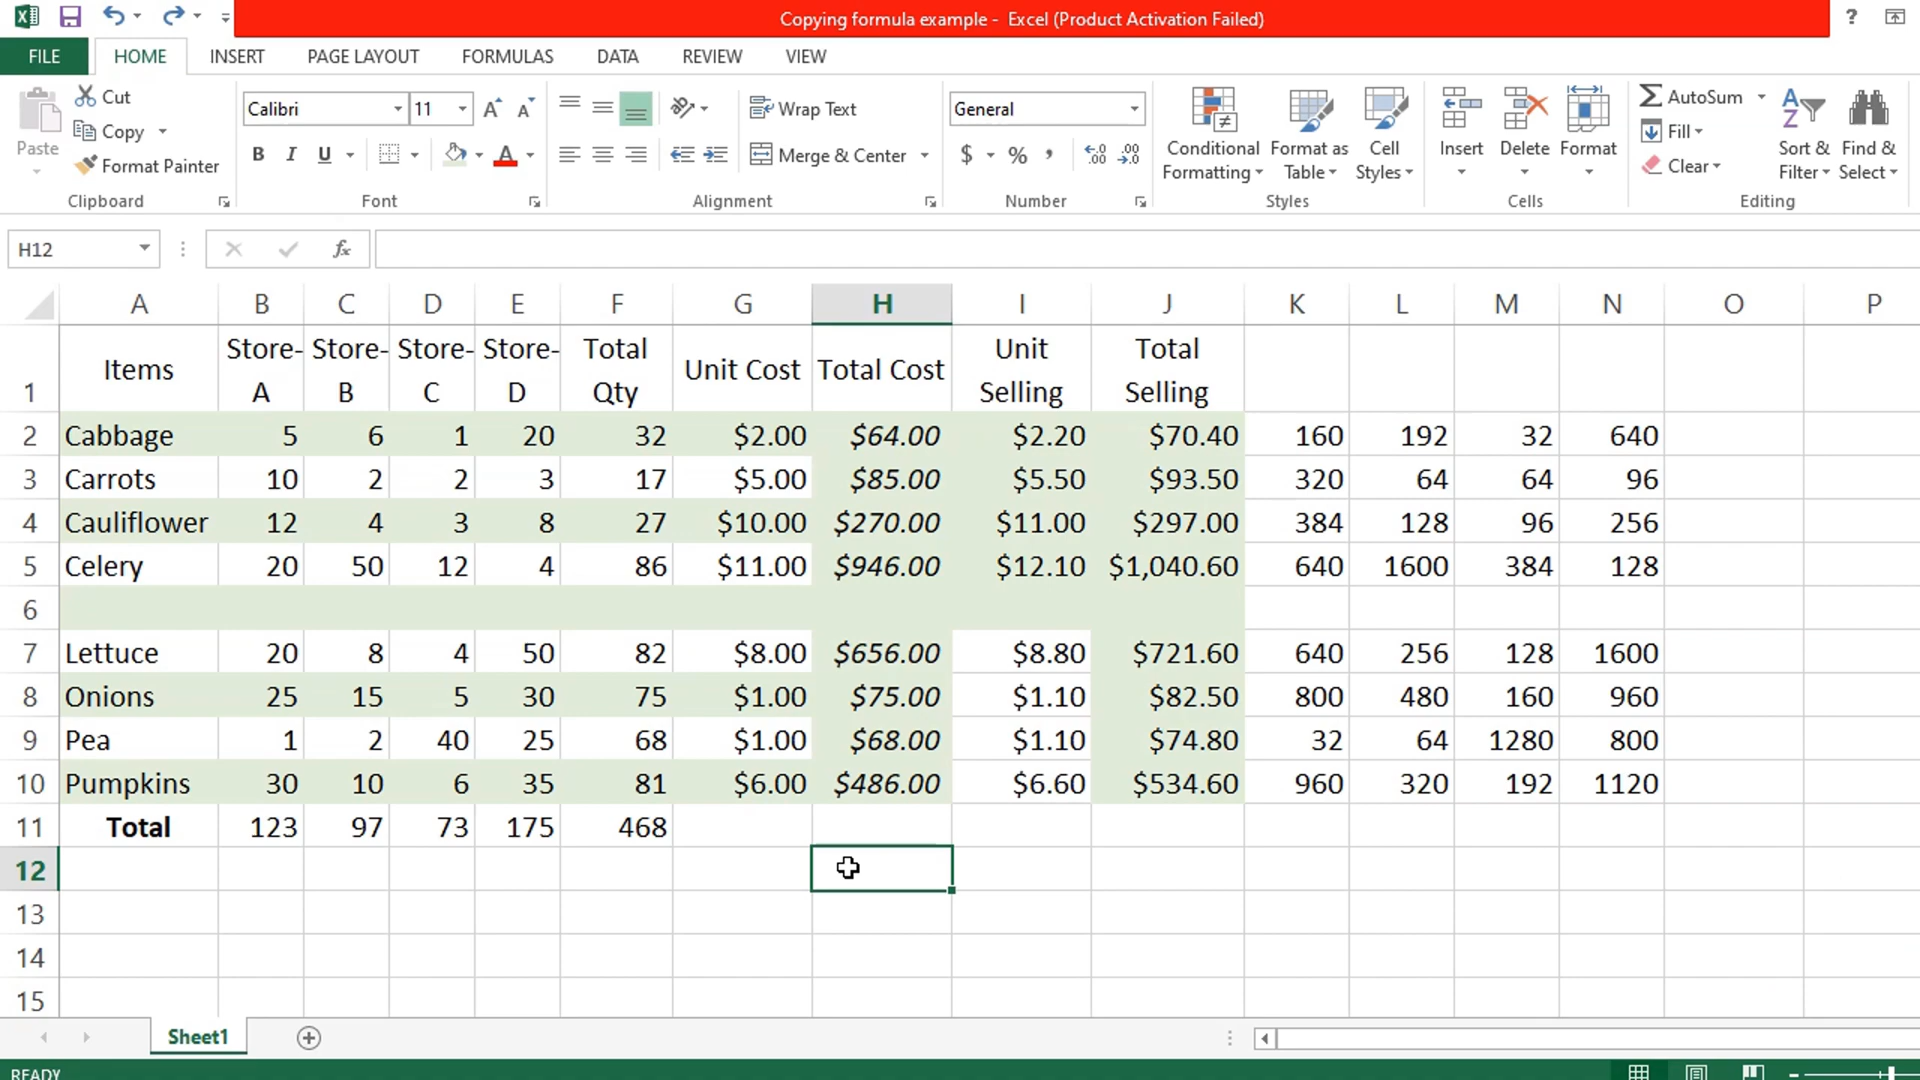 Copying formula example - Excel (Product Activation Failed)
?
FILE HOME INSERT PAGE LAYOUT FORMULAS DATA REVIEW VIEW
Paste
Cut
Copy
Format Painter
Clipboard
Calibri 11 A A
B I U A
Font
Wrap Text
Merge & Center
Alignment
General
$ % , .00 .00
Number
Conditional Formatting
Format as Table
Cell Styles
Styles
Insert
Delete
Format
Cells
AutoSum
Fill
Clear
Sort & Filter
Find & Select
Editing
H12 fx
A B C D E F G H I J K L M N O P
1 Items Store-A Store-B Store-C Store-D Total Qty Unit Cost Total Cost Unit Selling Total Selling
2 Cabbage 5 6 1 20 32 $2.00 $64.00 $2.20 $70.40 160 192 32 640
3 Carrots 10 2 2 3 17 $5.00 $85.00 $5.50 $93.50 320 64 64 96
4 Cauliflower 12 4 3 8 27 $10.00 $270.00 $11.00 $297.00 384 128 96 256
5 Celery 20 50 12 4 86 $11.00 $946.00 $12.10 $1,040.60 640 1600 384 128
6
7 Lettuce 20 8 4 50 82 $8.00 $656.00 $8.80 $721.60 640 256 128 1600
8 Onions 25 15 5 30 75 $1.00 $75.00 $1.10 $82.50 800 480 160 960
9 Pea 1 2 40 25 68 $1.00 $68.00 $1.10 $74.80 32 64 1280 800
10 Pumpkins 30 10 6 35 81 $6.00 $486.00 $6.60 $534.60 960 320 192 1120
11 Total 123 97 73 175 468
12
13
14
15
Sheet1
READY